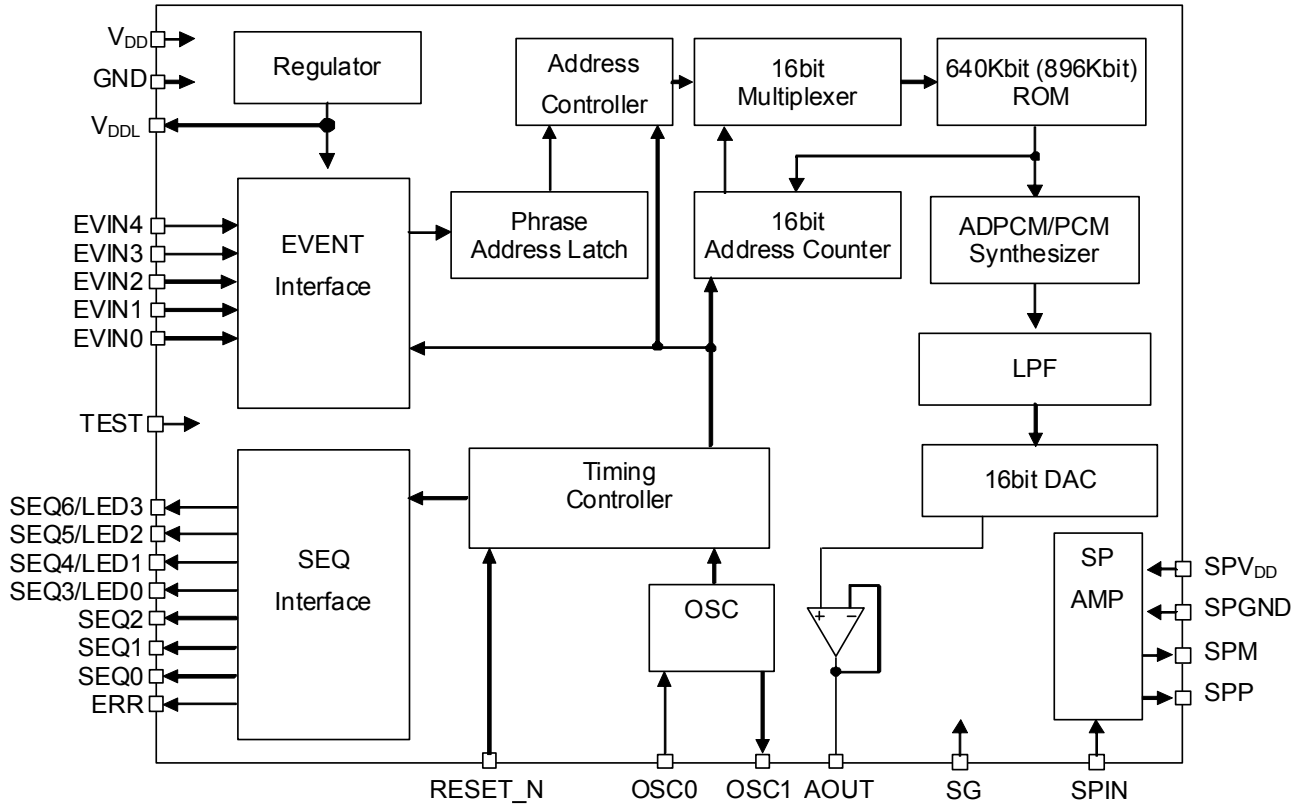 V_DD
GND
V_DDL
EVIN4
EVIN3
EVIN2
EVIN1
EVIN0
TEST
SEQ6/LED3
SEQ5/LED2
SEQ4/LED1
SEQ3/LED0
SEQ2
SEQ1
SEQ0
ERR
Regulator
EVENT
Interface
SEQ
Interface
Address
Controller
Phrase
Address Latch
16bit
Multiplexer
16bit
Address Counter
640Kbit (896Kbit)
ROM
ADPCM/PCM
Synthesizer
LPF
16bit DAC
Timing
Controller
OSC
+ −
SP
AMP
SPV_DD
SPGND
SPM
SPP
RESET_N
OSC0
OSC1
AOUT
SG
SPIN